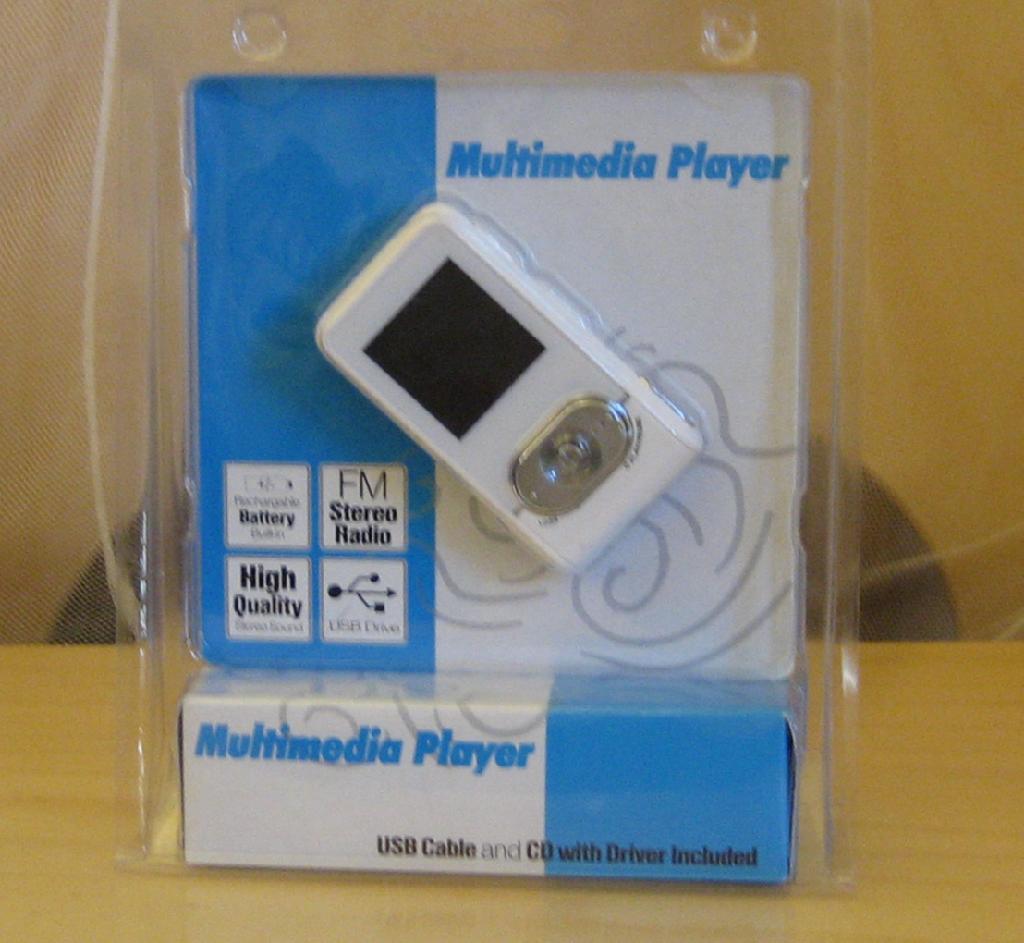 Multimedia Player
Rechargeable
Battery
Built-in
FM
Stereo
Radio
High
Quality
Stereo Sound
USB Drive
Multimedia Player
USB Cable and CD with Driver Included